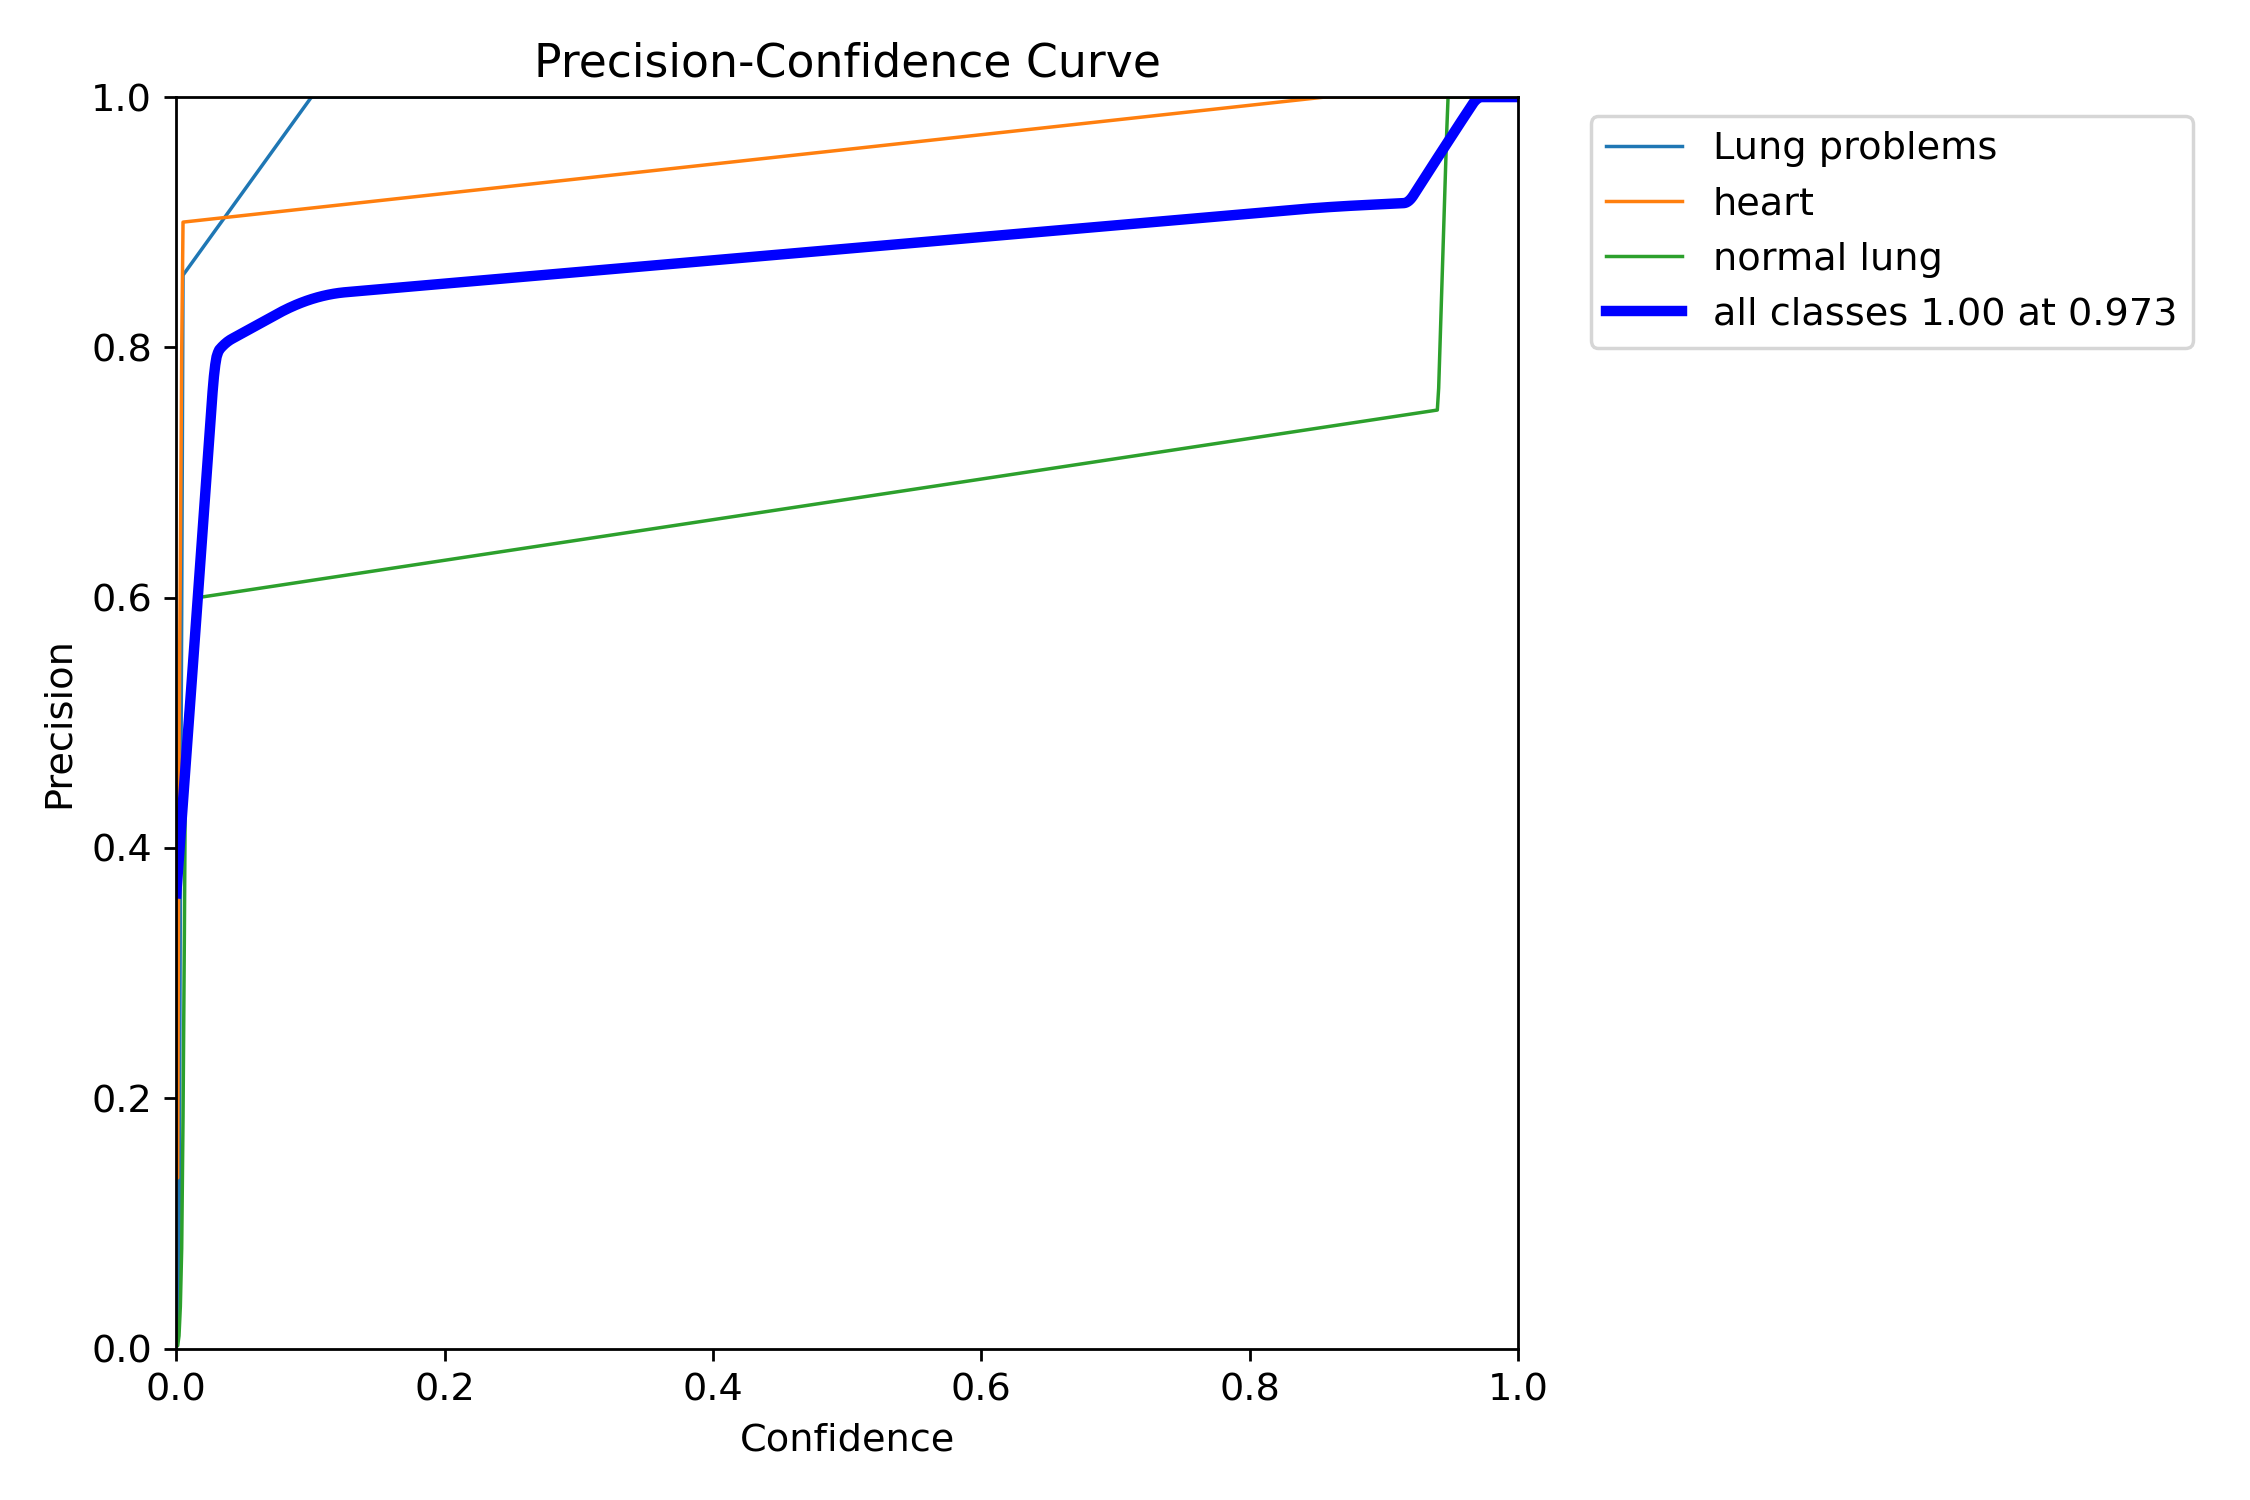 Precision-Confidence Curve
1.0
0.8
0.6
0.4
0.2
0.0
Precision
0.0 0.2 0.4 0.6 0.8 1.0
Confidence
Lung problems
heart
normal lung
all classes 1.00 at 0.973